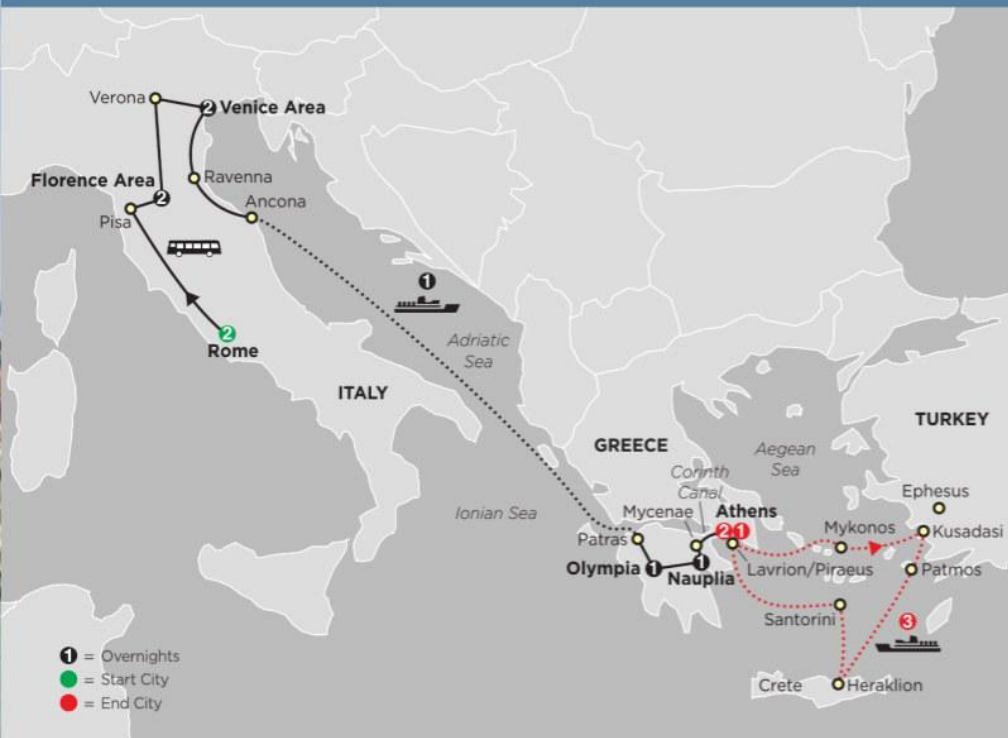 Verona
2 Venice Area
Florence Area
2
Ravenna
Pisa
Ancona
1
2
Rome
Adriatic
Sea
ITALY
TURKEY
GREECE
Aegean
Sea
Corinth
Canal
Ephesus
Ionian Sea
Mycenae
Athens
2 1
Mykonos
Kusadasi
Patras
Olympia 1
1
Nauplia
Lavrion/Piraeus
Patmos
Santorini
3
1 = Overnights
= Start City
= End City
Crete
Heraklion